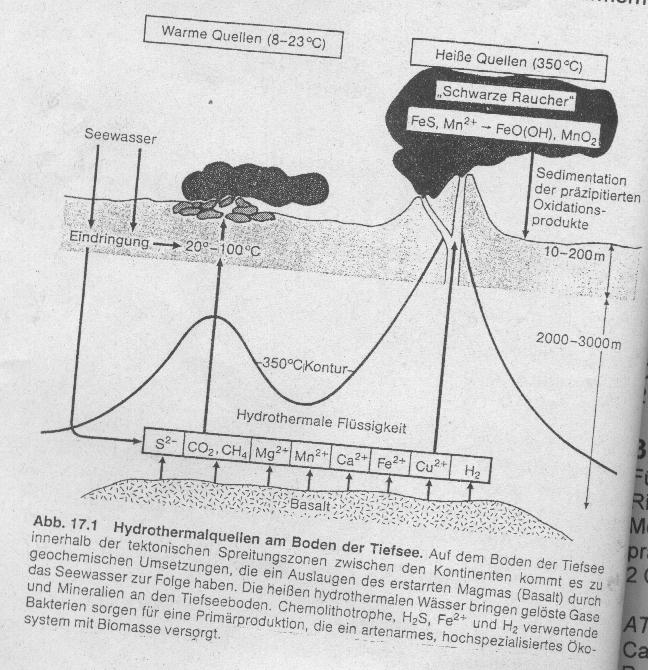 Warme Quellen (8–23°C)
Heiße Quellen (350°C)
„Schwarze Raucher"
FeS, Mn²⁺ → FeO(OH), MnO₂
Seewasser
Sedimentation
der präzipitierten
Oxidations-
produkte
Eindringung → 20°–100°C
10–200m
2000–3000m
350°C Kontur
Hydrothermale Flüssigkeit
S²⁻ CO₂, CH₄ Mg²⁺ Mn²⁺ Ca²⁺ Fe²⁺ Cu²⁺ H₂
Basalt
Abb. 17.1 Hydrothermalquellen am Boden der Tiefsee. Auf dem Boden der Tiefsee
innerhalb der tektonischen Spreitungszonen zwischen den Kontinenten kommt es zu
geochemischen Umsetzungen, die ein Auslaugen des erstarrten Magmas (Basalt) durch
das Seewasser zur Folge haben. Die heißen hydrothermalen Wässer bringen gelöste Gase
und Mineralien an den Tiefseeboden. Chemolithotrophe, H₂S, Fe²⁺ und H₂ verwertende
Bakterien sorgen für eine Primärproduktion, die ein artenarmes, hochspezialisiertes Öko-
system mit Biomasse versorgt.